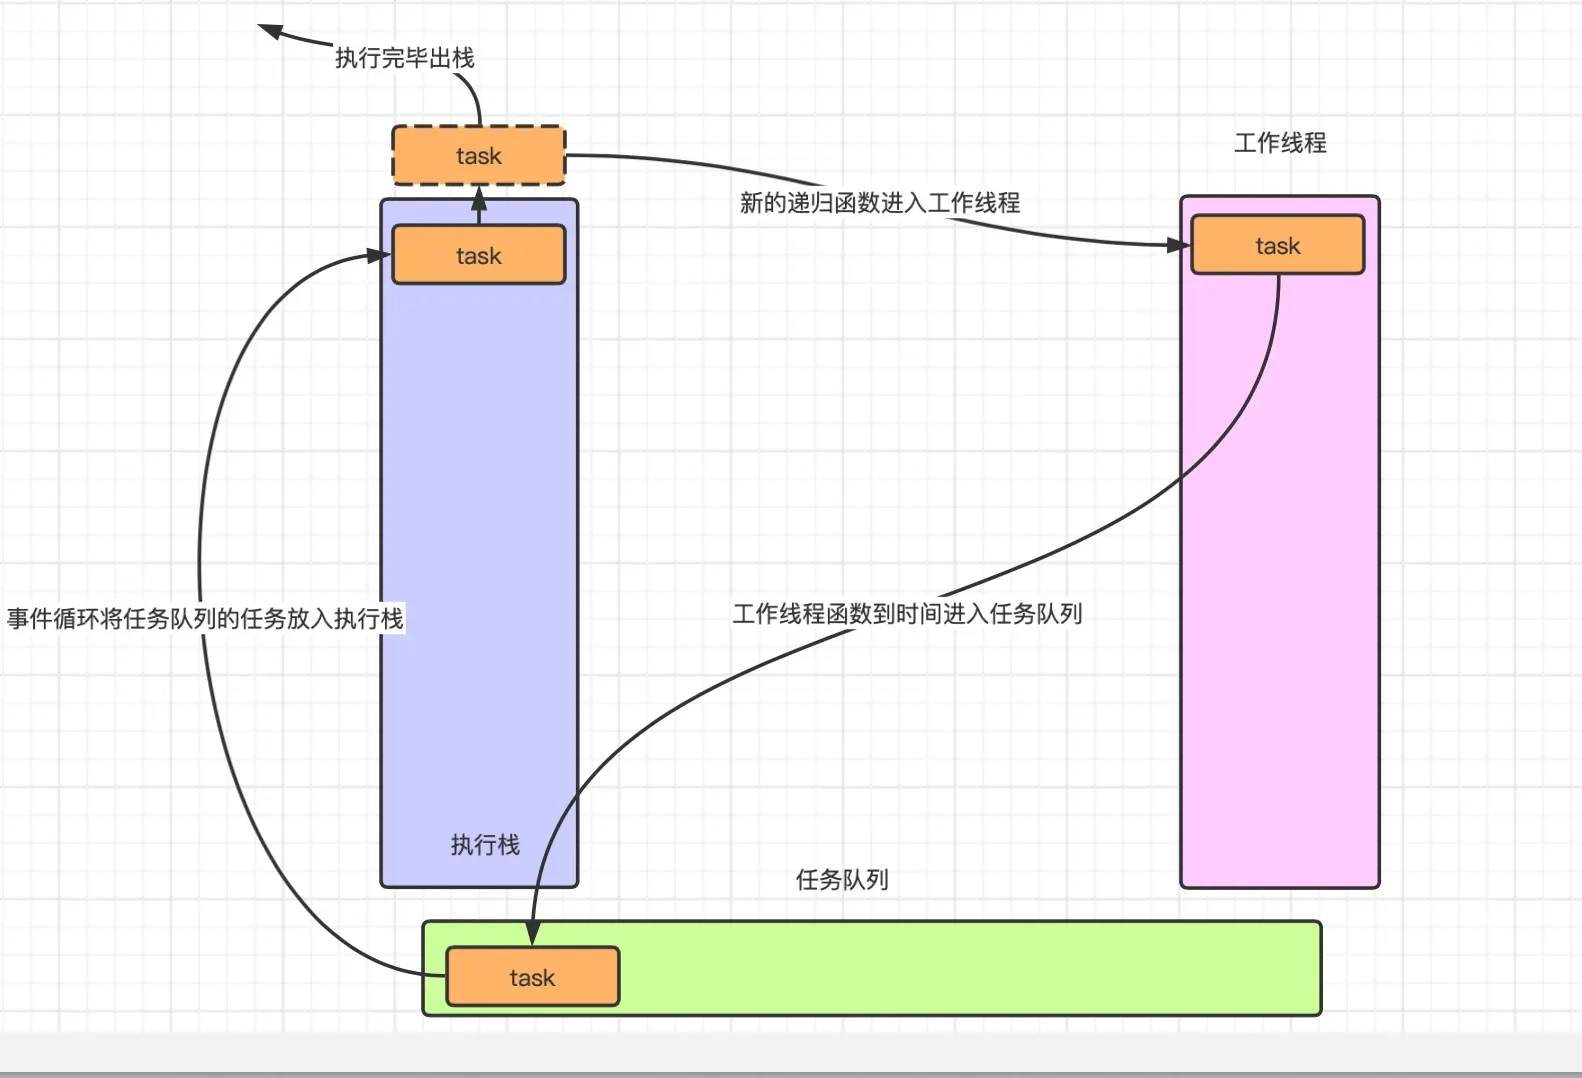 执行完毕出栈
task
工作线程
新的递归函数进入工作线程
task
task
事件循环将任务队列的任务放入执行栈
工作线程函数到时间进入任务队列
执行栈
任务队列
task